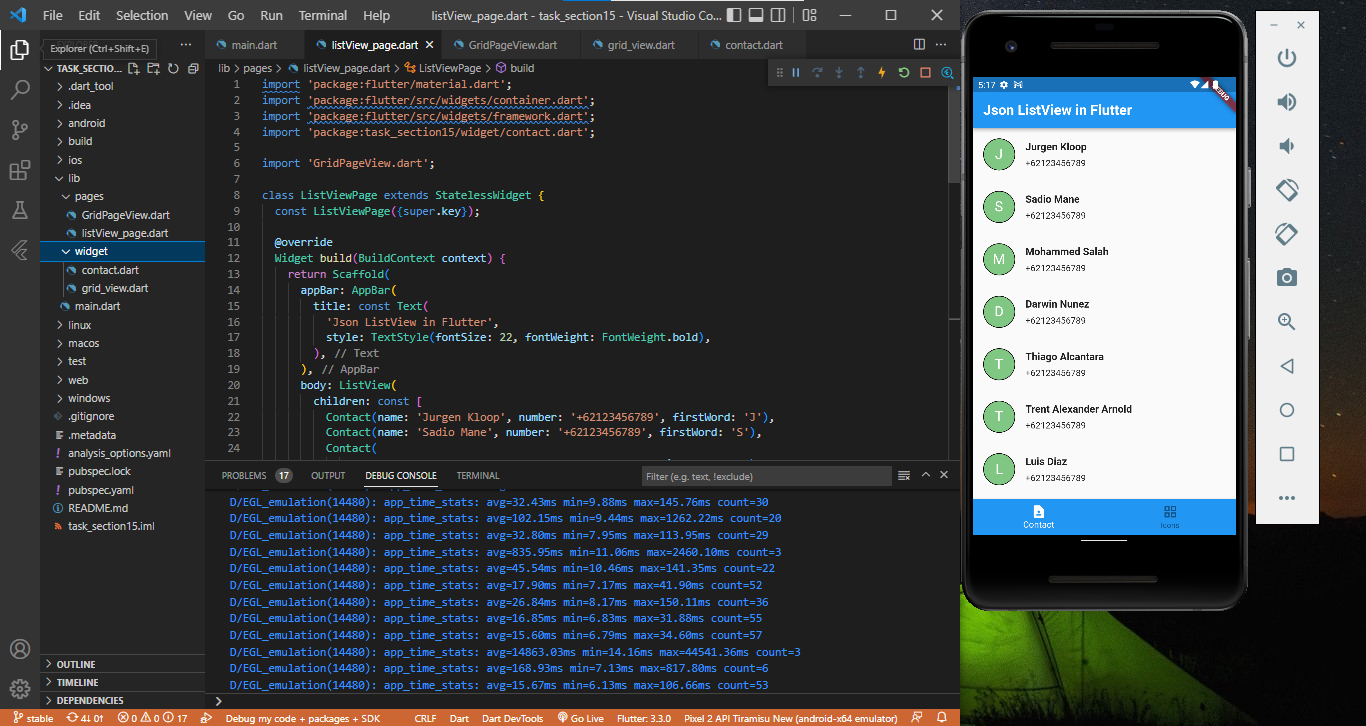 File Edit Selection View Go Run Terminal Help listView_page.dart - task_section15 - Visual Studio Co...
Explorer (Ctrl+Shift+E)
main.dart listView_page.dart GridPageView.dart grid_view.dart contact.dart
TASK_SECTIO...
.dart_tool
.idea
android
build
ios
lib
pages
GridPageView.dart
listView_page.dart
widget
contact.dart
grid_view.dart
main.dart
linux
macos
test
web
windows
.gitignore
.metadata
analysis_options.yaml
pubspec.lock
pubspec.yaml
README.md
task_section15.iml
OUTLINE
TIMELINE
DEPENDENCIES
lib > pages > listView_page.dart > ListViewPage > build
1 import 'package:flutter/material.dart';
2 import 'package:flutter/src/widgets/container.dart';
3 import 'package:flutter/src/widgets/framework.dart';
4 import 'package:task_section15/widget/contact.dart';
5
6 import 'GridPageView.dart';
7
8 class ListViewPage extends StatelessWidget {
9 const ListViewPage({super.key});
10
11 @override
12 Widget build(BuildContext context) {
13 return Scaffold(
14 appBar: AppBar(
15 title: const Text(
16 'Json ListView in Flutter',
17 style: TextStyle(fontSize: 22, fontWeight: FontWeight.bold),
18 ), // Text
19 ), // AppBar
20 body: ListView(
21 children: const [
22 Contact(name: 'Jurgen Kloop', number: '+62123456789', firstWord: 'J'),
23 Contact(name: 'Sadio Mane', number: '+62123456789', firstWord: 'S'),
24 Contact(
PROBLEMS 17 OUTPUT DEBUG CONSOLE TERMINAL Filter (e.g. text, !exclude)
D/EGL_emulation(14480): app_time_stats: avg=32.43ms min=9.88ms max=145.76ms count=30
D/EGL_emulation(14480): app_time_stats: avg=102.15ms min=9.44ms max=1262.22ms count=20
D/EGL_emulation(14480): app_time_stats: avg=32.80ms min=7.95ms max=113.95ms count=29
D/EGL_emulation(14480): app_time_stats: avg=835.95ms min=11.06ms max=2460.10ms count=3
D/EGL_emulation(14480): app_time_stats: avg=45.54ms min=10.46ms max=141.35ms count=22
D/EGL_emulation(14480): app_time_stats: avg=17.90ms min=7.17ms max=41.90ms count=52
D/EGL_emulation(14480): app_time_stats: avg=26.84ms min=8.17ms max=150.11ms count=36
D/EGL_emulation(14480): app_time_stats: avg=16.85ms min=6.83ms max=31.88ms count=55
D/EGL_emulation(14480): app_time_stats: avg=15.60ms min=6.79ms max=34.60ms count=57
D/EGL_emulation(14480): app_time_stats: avg=14863.03ms min=14.16ms max=44541.36ms count=3
D/EGL_emulation(14480): app_time_stats: avg=168.93ms min=7.13ms max=817.80ms count=6
D/EGL_emulation(14480): app_time_stats: avg=15.67ms min=6.13ms max=106.66ms count=53
stable 4↓ 0↑ 0 0 17 Debug my code + packages + SDK CRLF Dart Dart DevTools Go Live Flutter: 3.3.0 Pixel 2 API Tiramisu New (android-x64 emulator)
5:17
DEBUG
Json ListView in Flutter
J Jurgen Kloop
+62123456789
S Sadio Mane
+62123456789
M Mohammed Salah
+62123456789
D Darwin Nunez
+62123456789
T Thiago Alcantara
+62123456789
T Trent Alexander Arnold
+62123456789
L Luis Diaz
+62123456789
Contact Icons